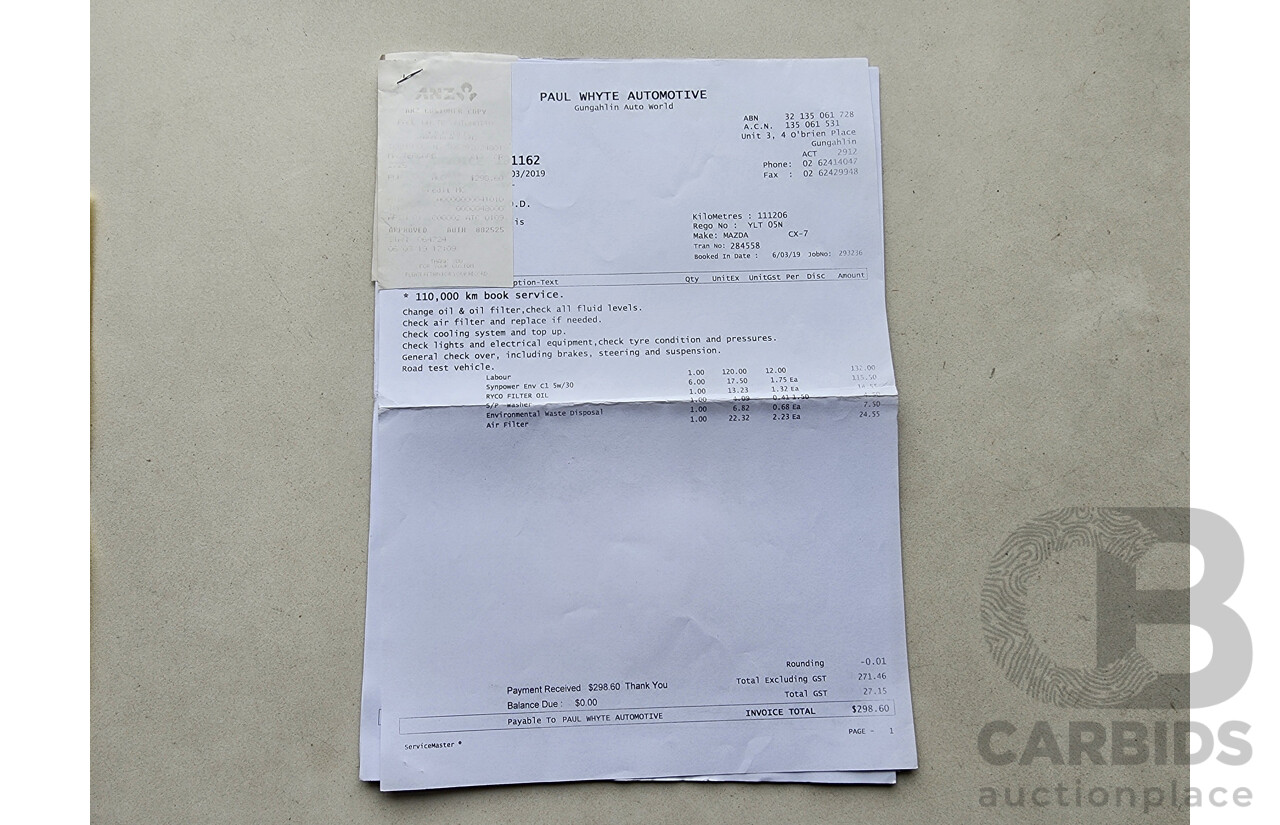 PAUL WHYTE AUTOMOTIVE
Gungahlin Auto World
ABN 32 135 061 728
A.C.N. 135 061 531
Unit 3, 4 O'brien Place
Gungahlin
ACT 2912
Phone: 02 62414047
Fax : 02 62429948
ANZ
1162
03/2019
.D.
is
KiloMetres : 111206
Rego No : YLT 05N
Make: MAZDA CX-7
Tran No: 284558
Booked In Date : 6/03/19 JobNo: 293236
APPROVED
ption-Text Qty UnitEx UnitGst Per Disc Amount
* 110,000 km book service.
Change oil & oil filter,check all fluid levels.
Check air filter and replace if needed.
Check cooling system and top up.
Check lights and electrical equipment,check tyre condition and pressures.
General check over, including brakes, steering and suspension.
Road test vehicle.
Labour 1.00 120.00 12.00 132.00
Synpower Env C1 5w/30 6.00 17.50 1.75 Ea 115.50
RYCO FILTER OIL 1.00 13.23 1.32 Ea
S/P washer 1.00
Environmental Waste Disposal 1.00 6.82 0.68 Ea 7.50
Air Filter 1.00 22.32 2.23 Ea 24.55
Rounding -0.01
Total Excluding GST 271.46
Total GST 27.15
Payment Received $298.60 Thank You
Balance Due : $0.00
Payable To PAUL WHYTE AUTOMOTIVE INVOICE TOTAL $298.60
PAGE - 1
ServiceMaster *
CARBIDS
auctionplace